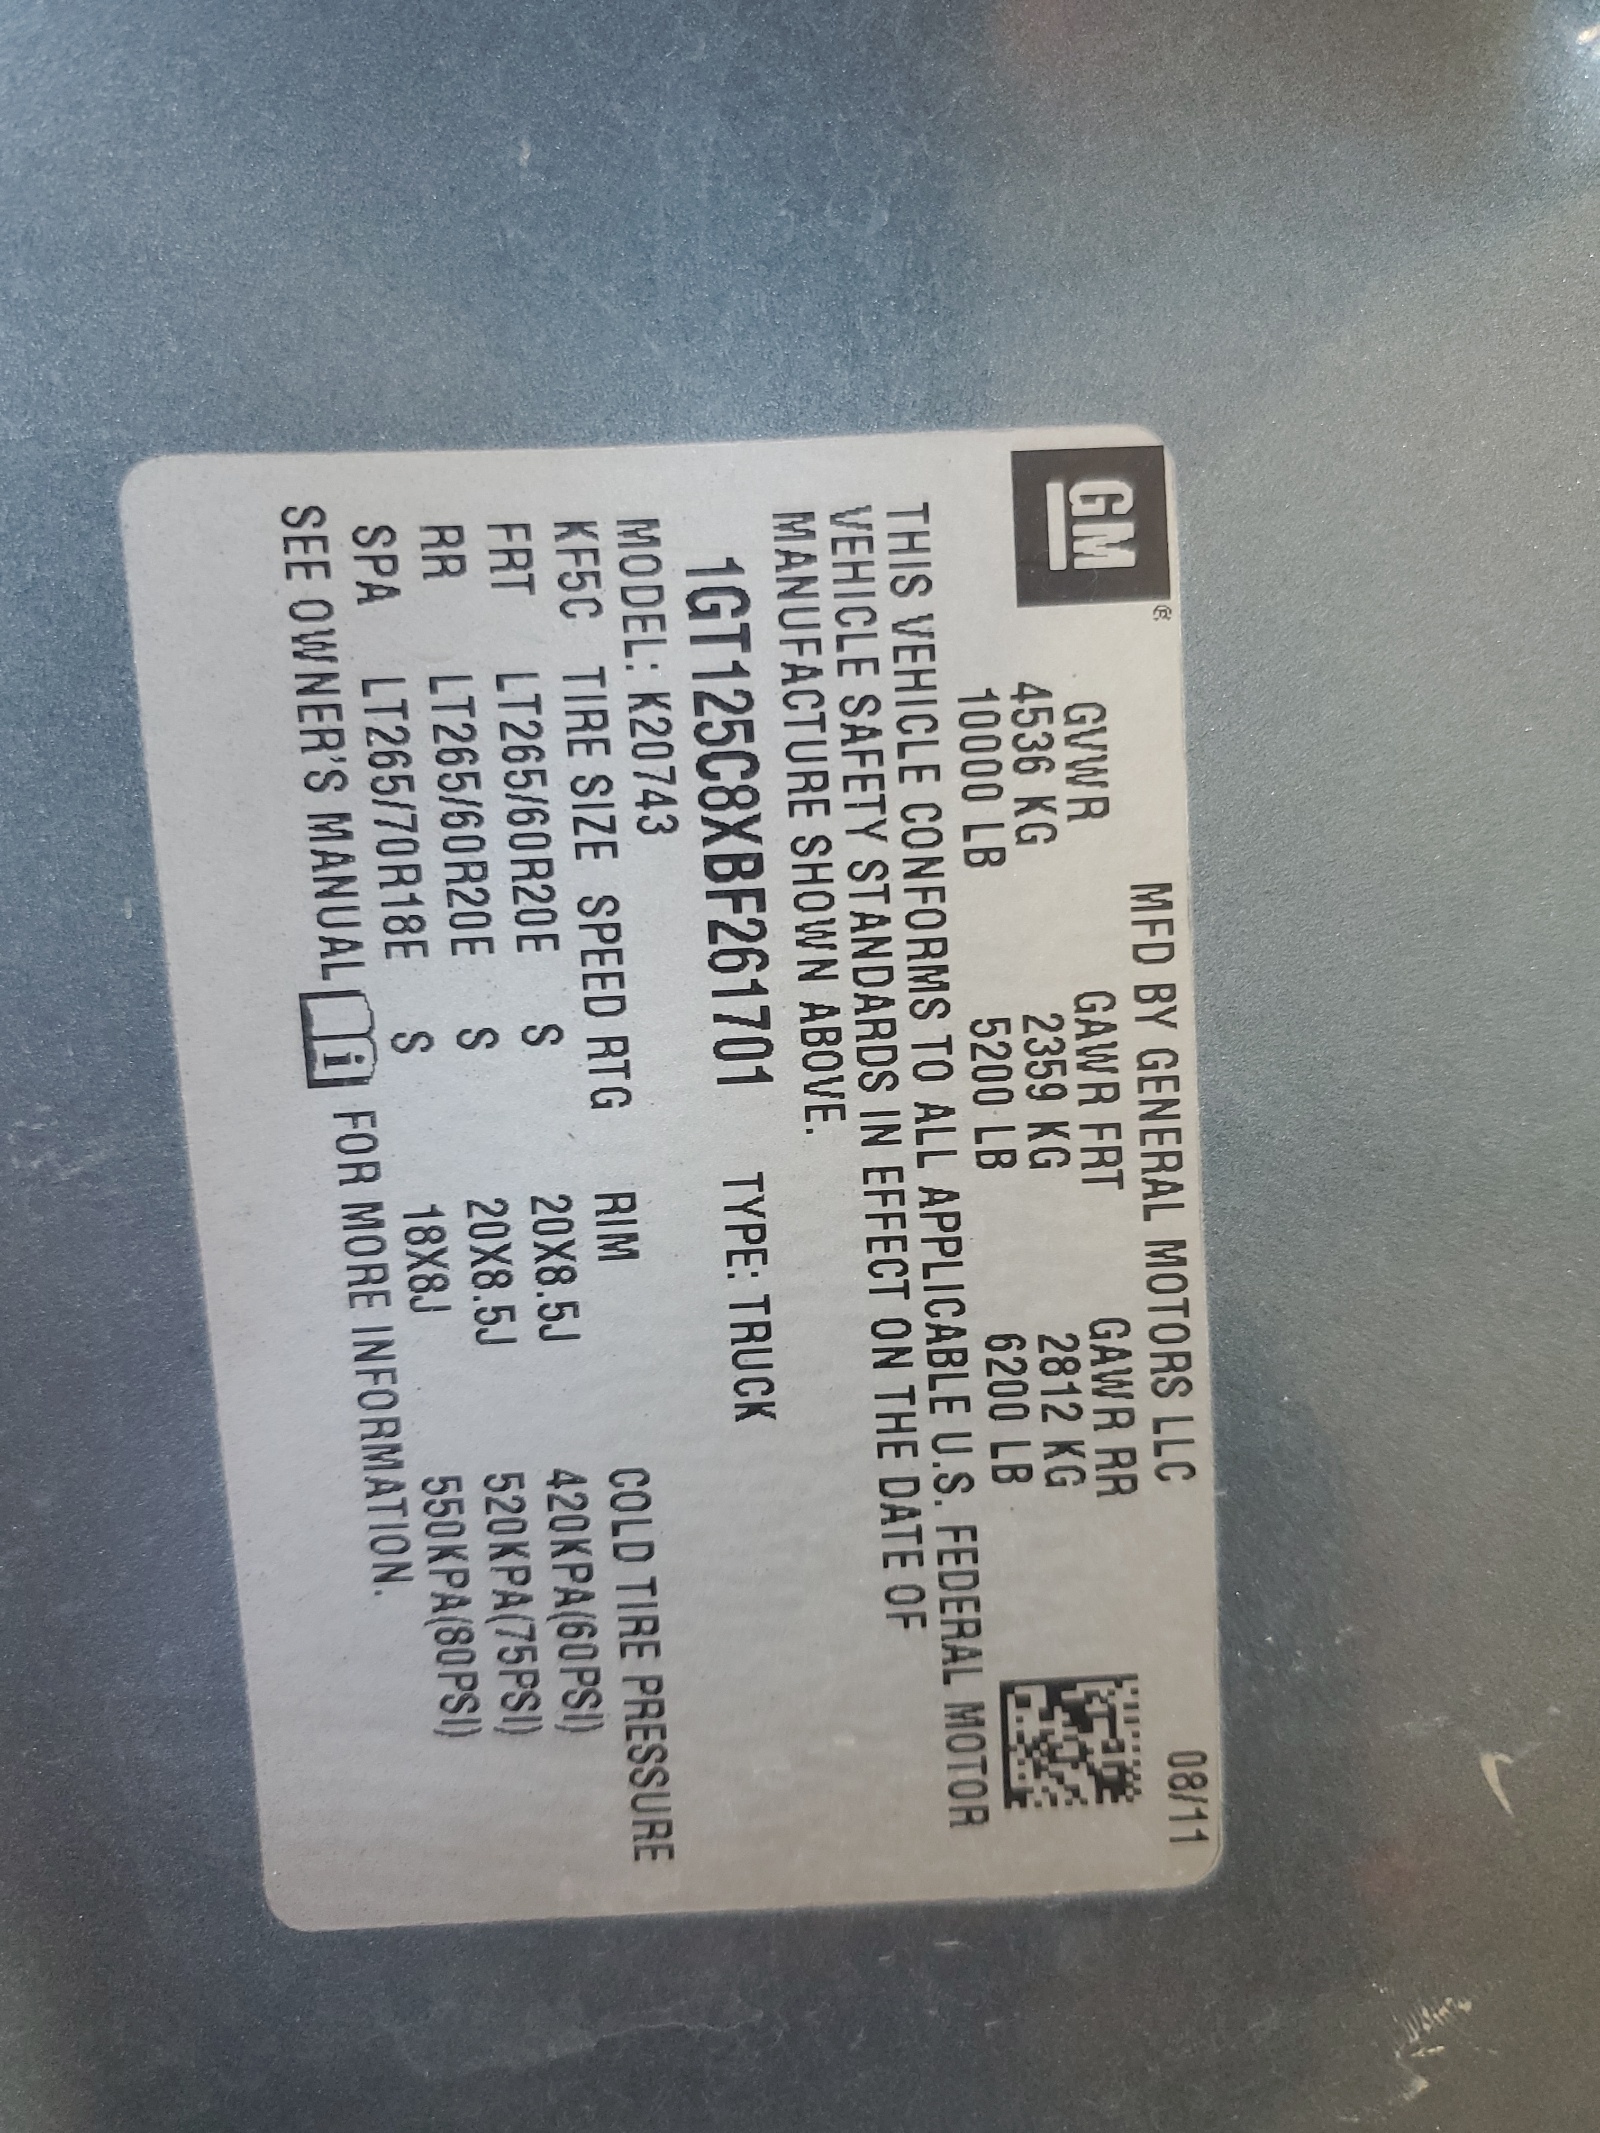 GM®
MFD BY GENERAL MOTORS LLC 08/11
GVWR GAWR FRT GAWR RR
4536 KG 2359 KG 2812 KG
10000 LB 5200 LB 6200 LB
THIS VEHICLE CONFORMS TO ALL APPLICABLE U.S. FEDERAL MOTOR
VEHICLE SAFETY STANDARDS IN EFFECT ON THE DATE OF
MANUFACTURE SHOWN ABOVE.
1GT125C8XBF261701 TYPE: TRUCK
MODEL: K20743
KF5C TIRE SIZE SPEED RTG RIM COLD TIRE PRESSURE
FRT LT265/60R20E S 20X8.5J 420KPA(60PSI)
RR LT265/60R20E S 20X8.5J 520KPA(75PSI)
SPA LT265/70R18E S 18X8J 550KPA(80PSI)
SEE OWNER'S MANUAL i FOR MORE INFORMATION.